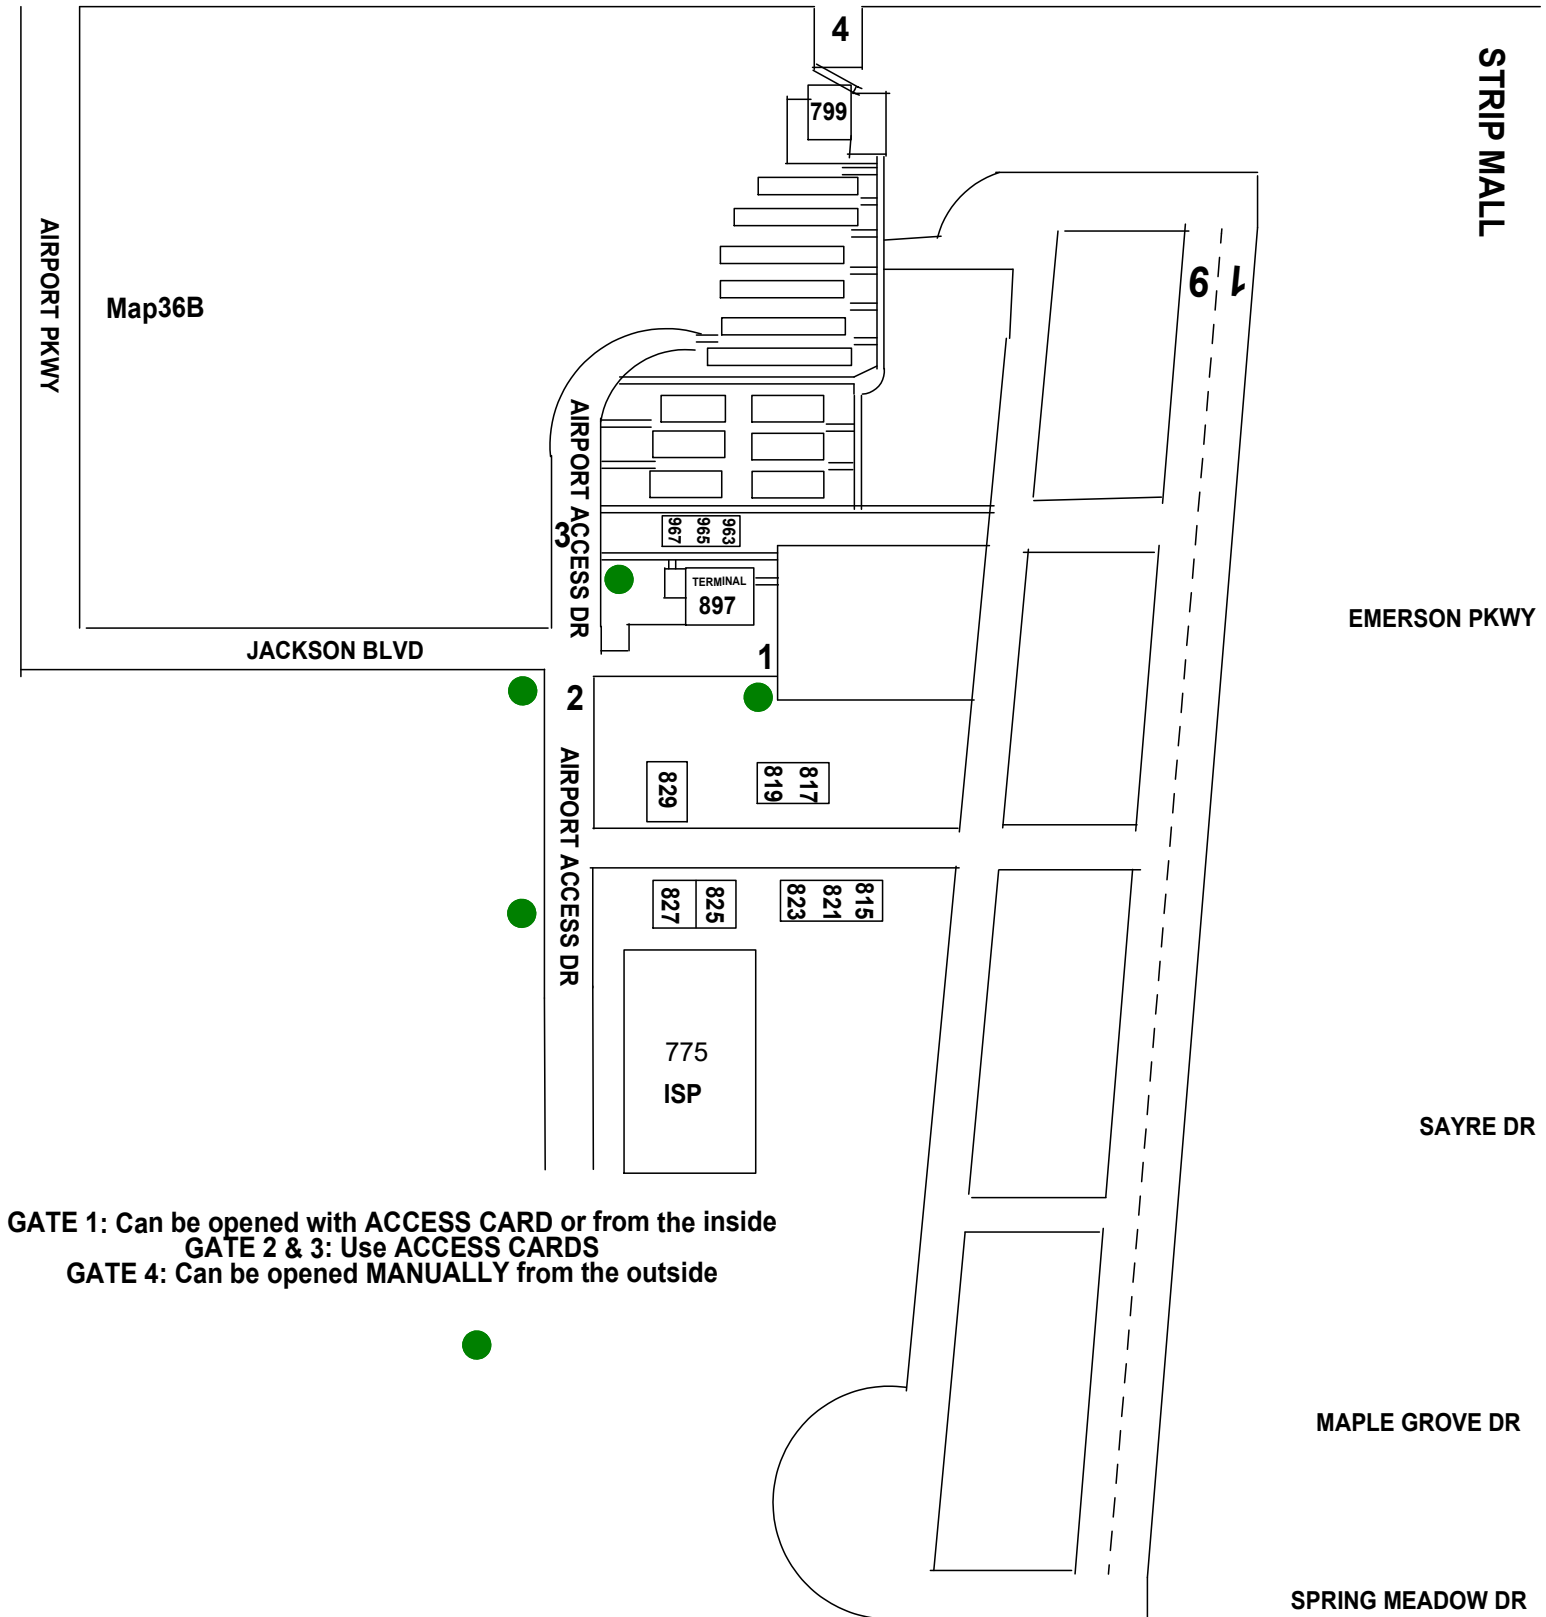 4
STRIP MALL
799
AIRPORT PKWY
Map36B
19
AIRPORT ACCESS DR
3
967
965
963
TERMINAL
897
EMERSON PKWY
JACKSON BLVD
1
2
AIRPORT ACCESS DR
829
819
817
827
825
823
821
815
775
ISP
SAYRE DR
GATE 1: Can be opened with ACCESS CARD or from the inside
GATE 2 & 3: Use ACCESS CARDS
GATE 4: Can be opened MANUALLY from the outside
MAPLE GROVE DR
SPRING MEADOW DR